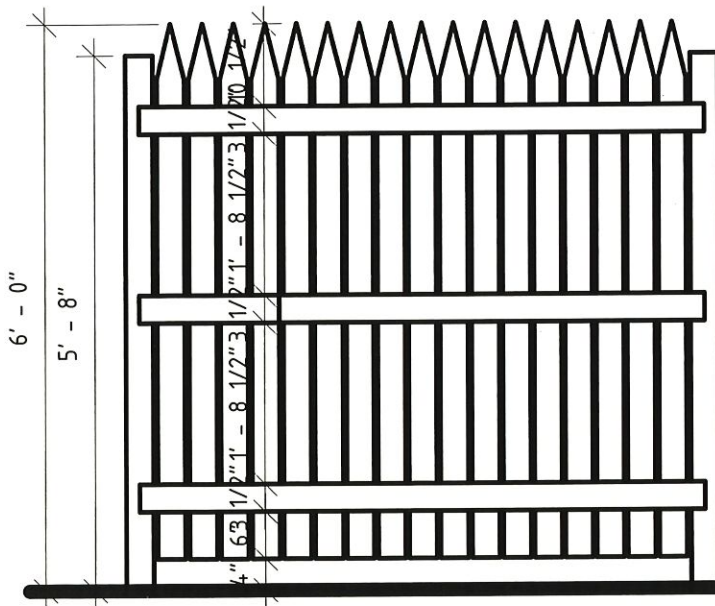 6' - 0"
5' - 8"
4" 6" 3 1/2" 1' - 8 1/2" 3 1/2" 1' - 8 1/2" 3 1/2" 10 1/2"